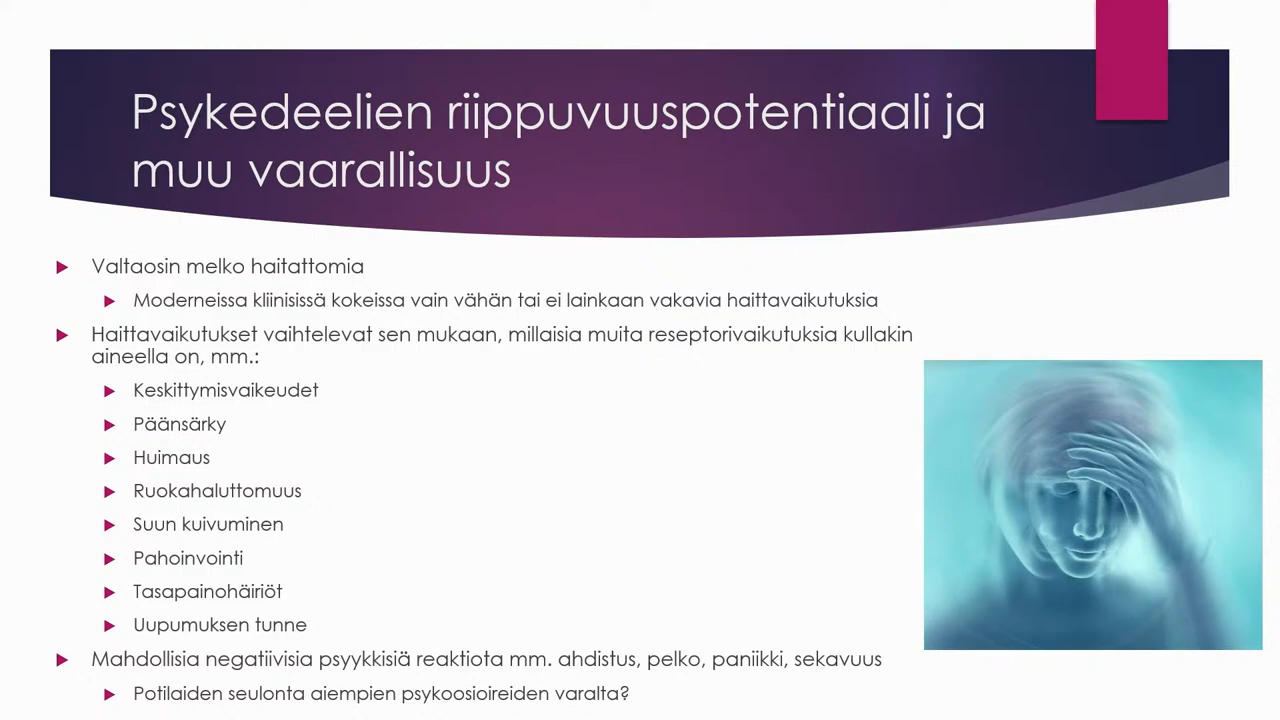 Psykedeelien riippuvuuspotentiaali ja
muu vaarallisuus
Valtaosin melko haitattomia
Moderneissa kliinisissä kokeissa vain vähän tai ei lainkaan vakavia haittavaikutuksia
Haittavaikutukset vaihtelevat sen mukaan, millaisia muita reseptorivaikutuksia kullakin
aineella on, mm.:
Keskittymisvaikeudet
Päänsärky
Huimaus
Ruokahaluttomuus
Suun kuivuminen
Pahoinvointi
Tasapainohäiriöt
Uupumuksen tunne
Mahdollisia negatiivisia psyykkisiä reaktiota mm. ahdistus, pelko, paniikki, sekavuus
Potilaiden seulonta aiempien psykoosioireiden varalta?